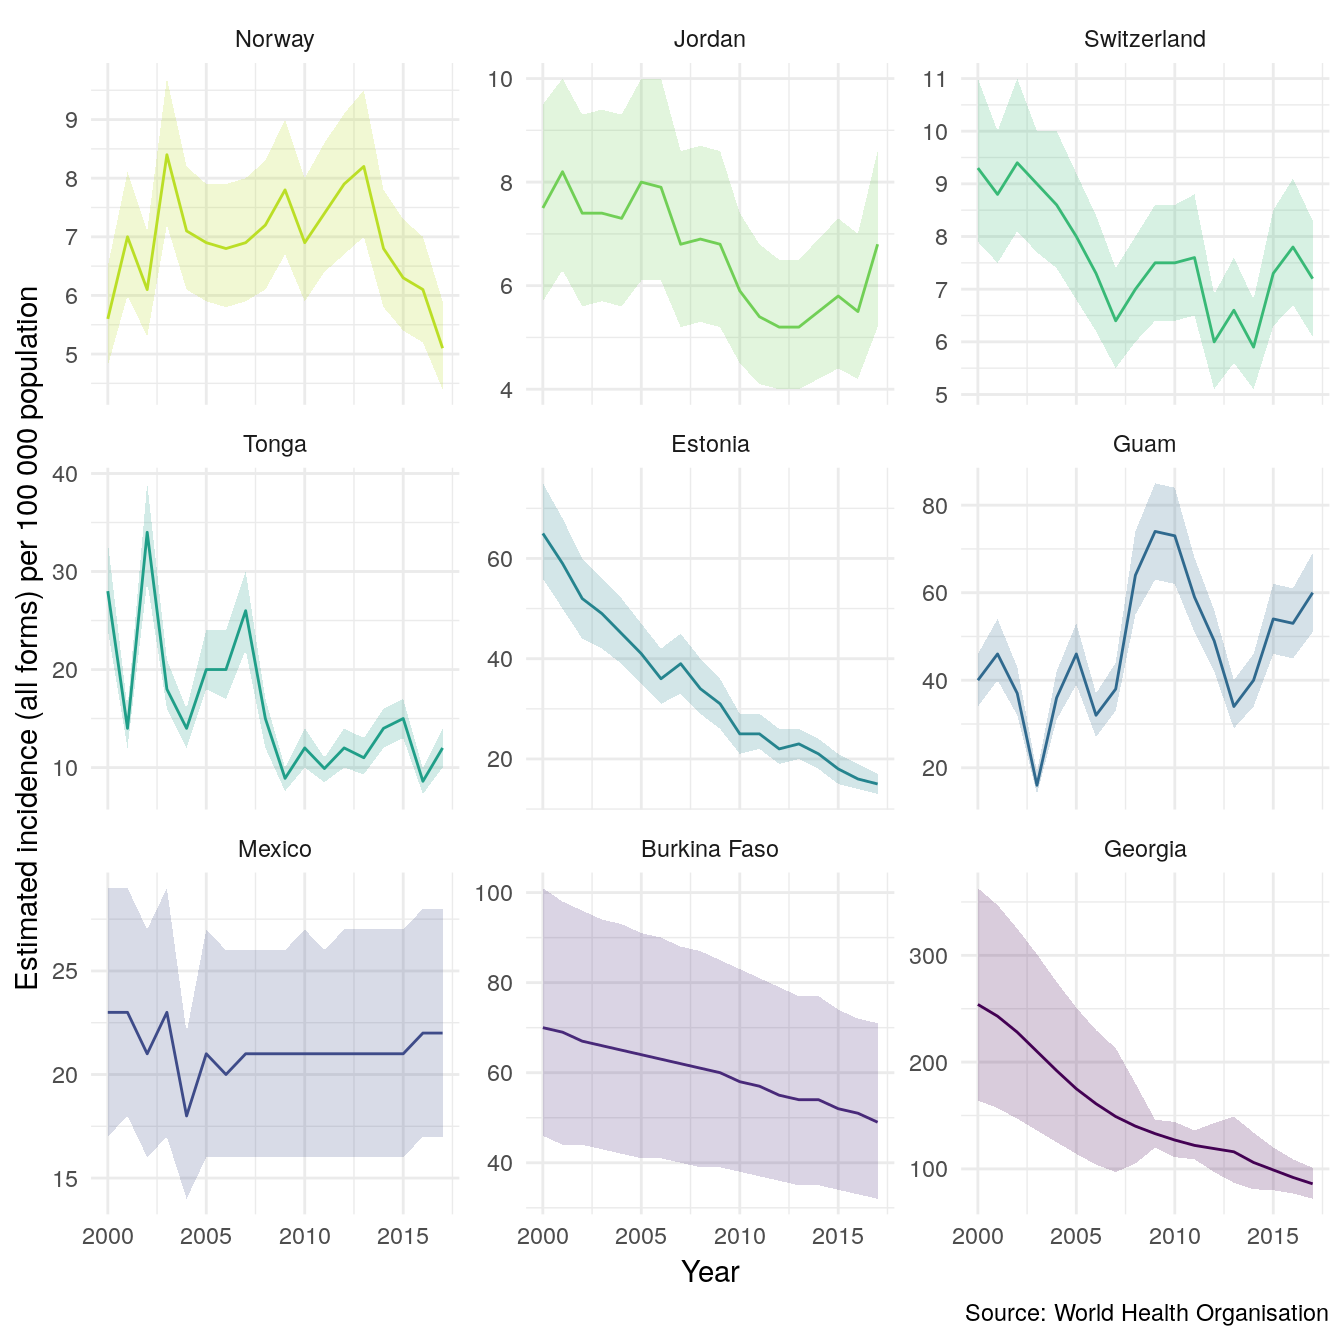 Norway
Jordan
Switzerland
9
8
7
6
5
10
8
6
4
11
10
9
8
7
6
5
Tonga
Estonia
Guam
40
30
20
10
60
40
20
80
60
40
20
Mexico
Burkina Faso
Georgia
25
20
15
100
80
60
40
300
200
100
2000 2005 2010 2015
2000 2005 2010 2015
2000 2005 2010 2015
Estimated incidence (all forms) per 100 000 population
Year
Source: World Health Organisation